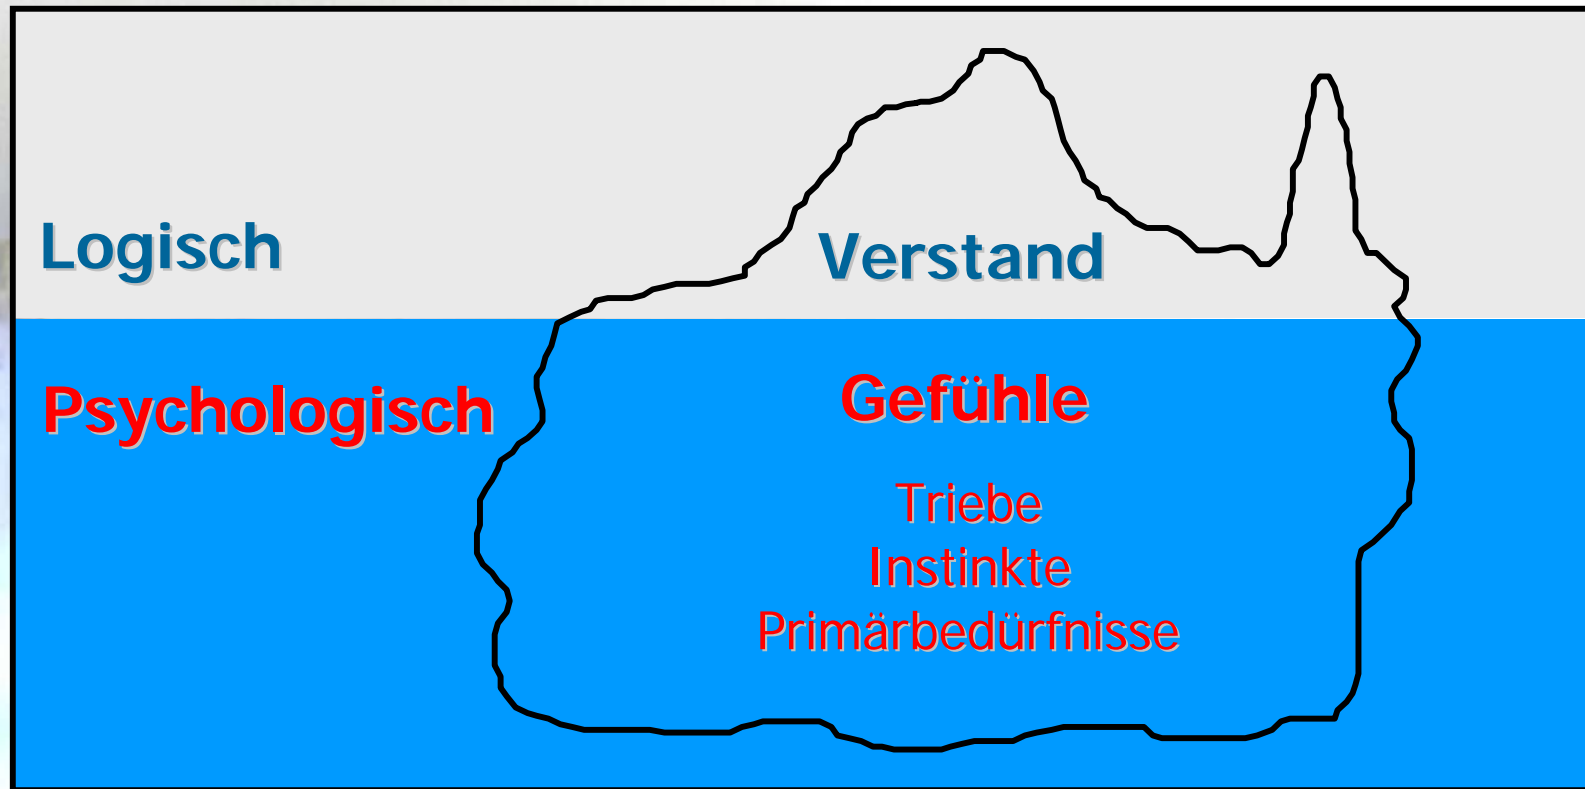 Logisch
Verstand
Psychologisch
Gefühle
Triebe
Instinkte
Primärbedürfnisse